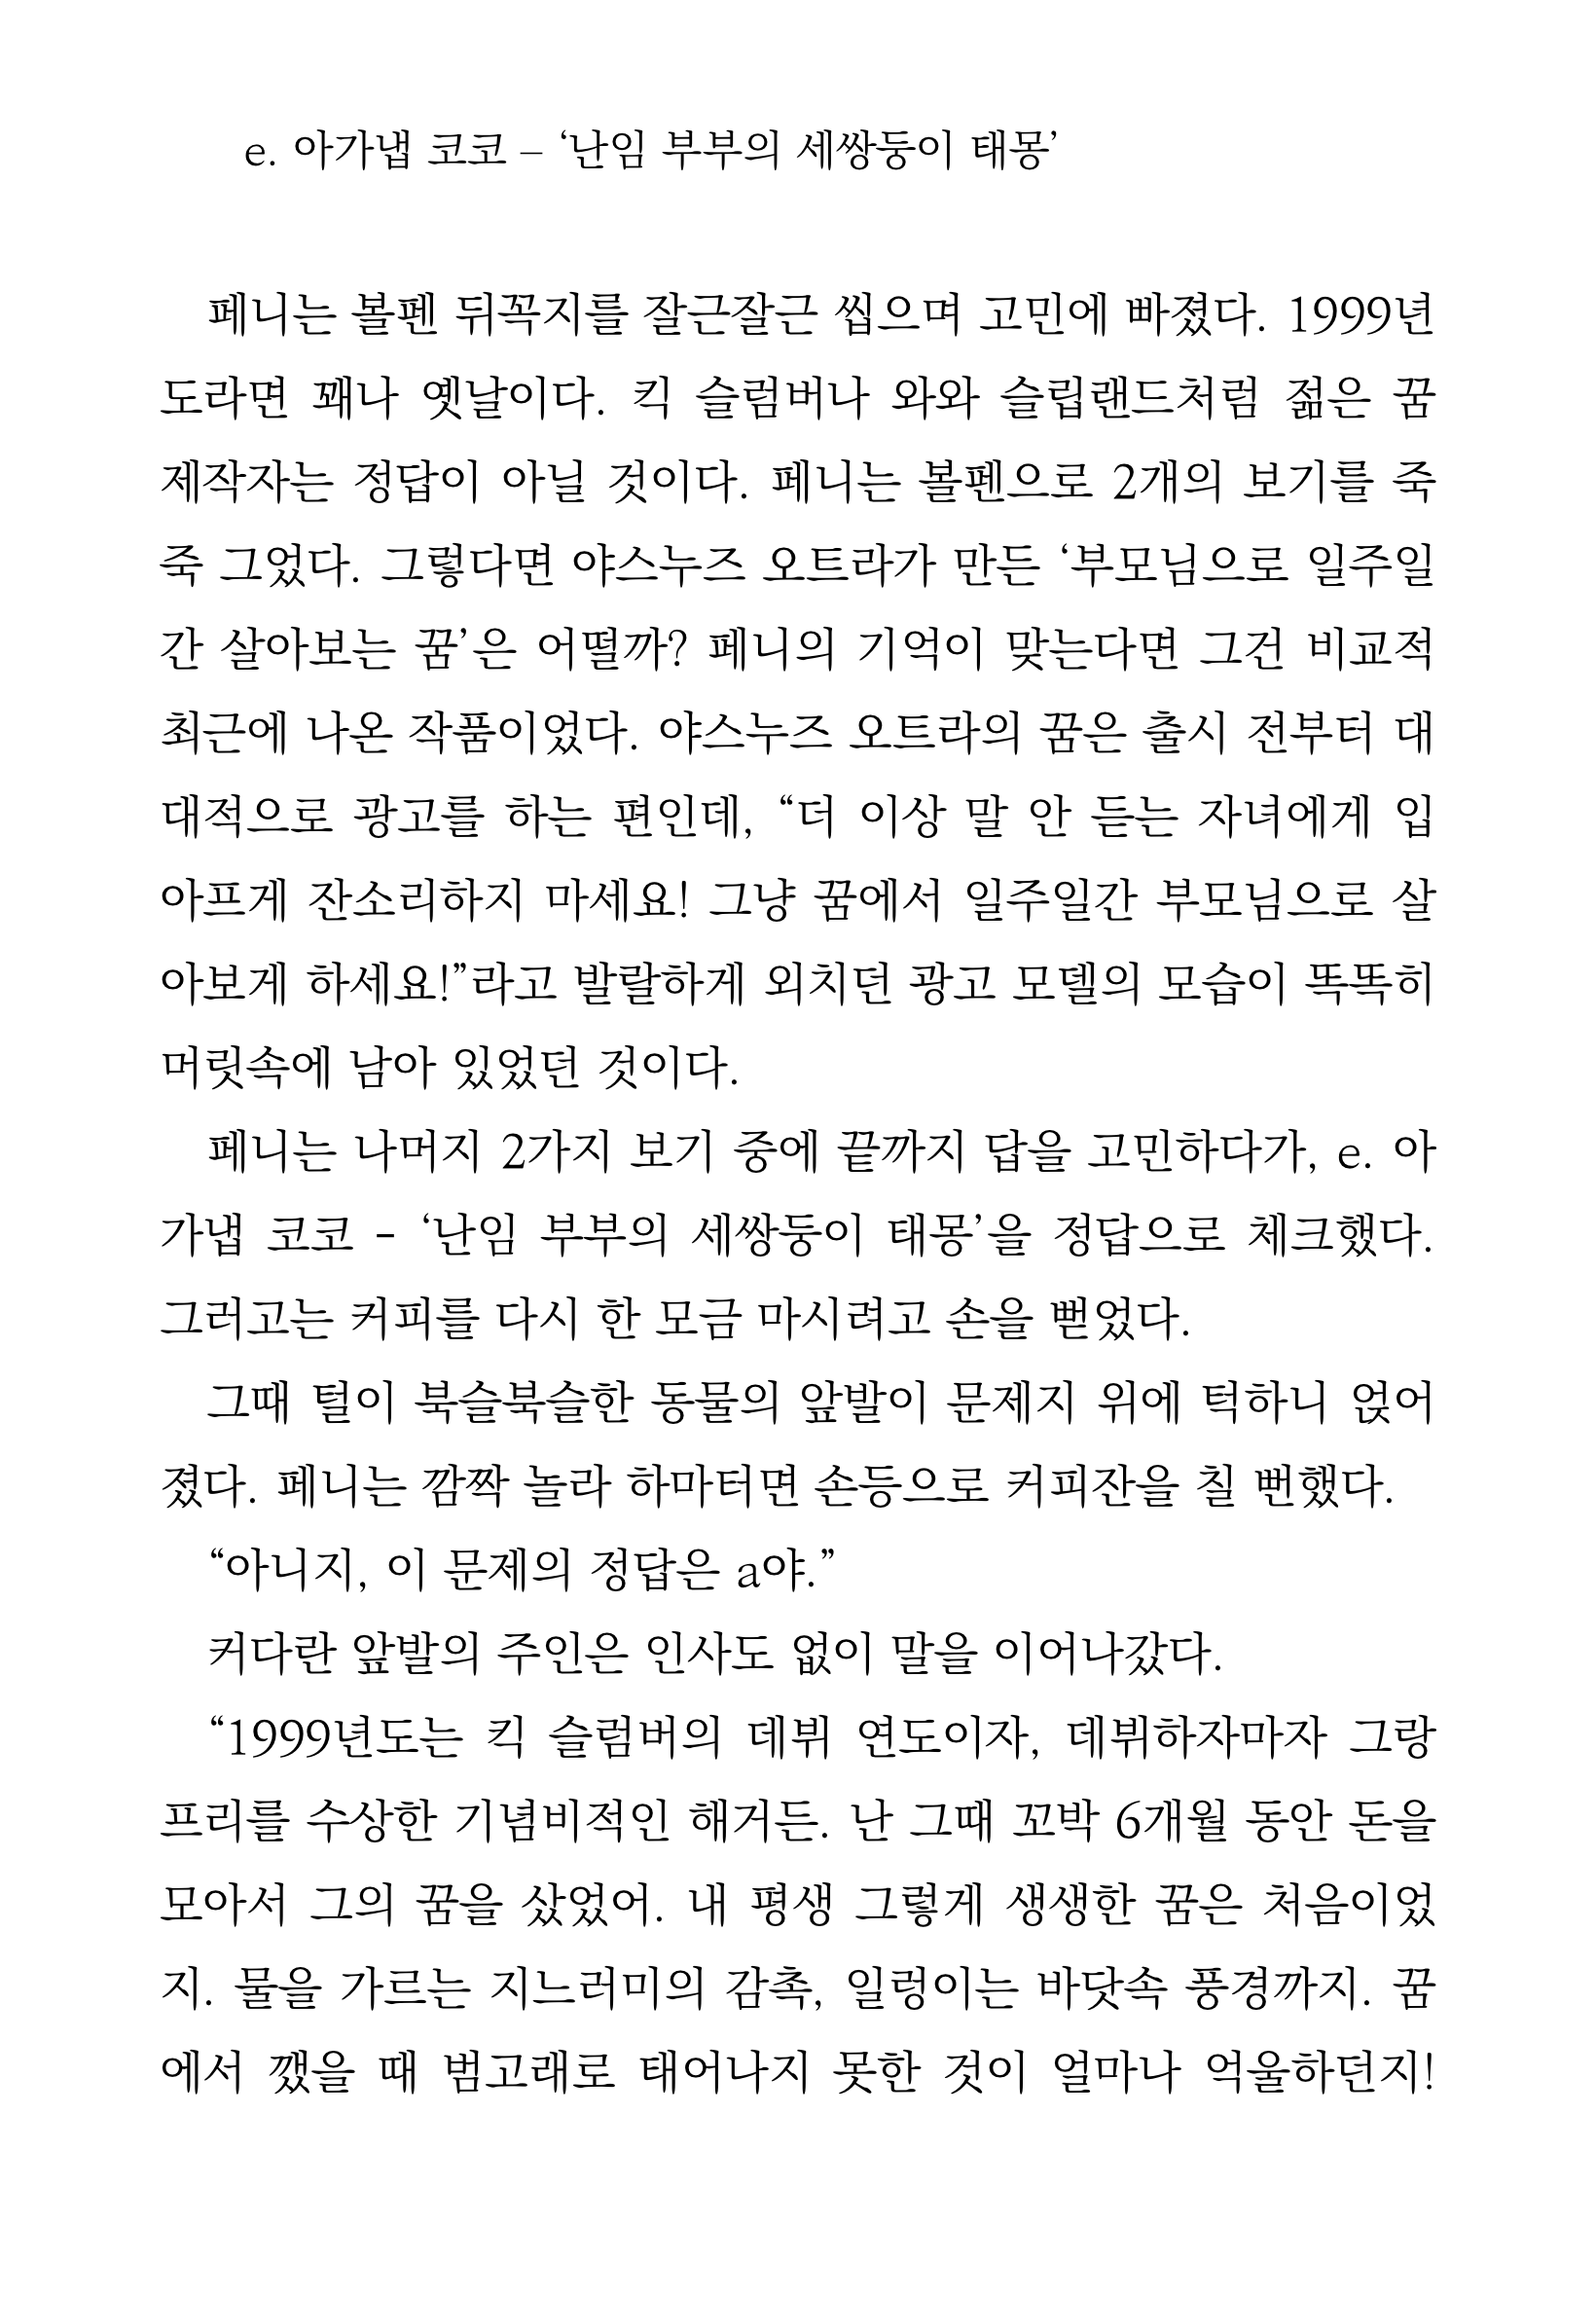 e. 아가냅 코코 – ‘난임 부부의 세쌍둥이 태몽’
페니는 볼펜 뒤꼭지를 잘근잘근 씹으며 고민에 빠졌다. 1999년
도라면 꽤나 옛날이다. 킥 슬럼버나 와와 슬립랜드처럼 젊은 꿈
제작자는 정답이 아닐 것이다. 페니는 볼펜으로 2개의 보기를 죽
죽 그었다. 그렇다면 야스누즈 오트라가 만든 ‘부모님으로 일주일
간 살아보는 꿈’은 어떨까? 페니의 기억이 맞는다면 그건 비교적
최근에 나온 작품이었다. 야스누즈 오트라의 꿈은 출시 전부터 대
대적으로 광고를 하는 편인데, “더 이상 말 안 듣는 자녀에게 입
아프게 잔소리하지 마세요! 그냥 꿈에서 일주일간 부모님으로 살
아보게 하세요!”라고 발랄하게 외치던 광고 모델의 모습이 똑똑히
머릿속에 남아 있었던 것이다.
페니는 나머지 2가지 보기 중에 끝까지 답을 고민하다가, e. 아
가냅 코코 - ‘난임 부부의 세쌍둥이 태몽’을 정답으로 체크했다.
그러고는 커피를 다시 한 모금 마시려고 손을 뻗었다.
그때 털이 북슬북슬한 동물의 앞발이 문제지 위에 턱하니 얹어
졌다. 페니는 깜짝 놀라 하마터면 손등으로 커피잔을 칠 뻔했다.
“아니지, 이 문제의 정답은 a야.”
커다란 앞발의 주인은 인사도 없이 말을 이어나갔다.
“1999년도는 킥 슬럼버의 데뷔 연도이자, 데뷔하자마자 그랑
프리를 수상한 기념비적인 해거든. 난 그때 꼬박 6개월 동안 돈을
모아서 그의 꿈을 샀었어. 내 평생 그렇게 생생한 꿈은 처음이었
지. 물을 가르는 지느러미의 감촉, 일렁이는 바닷속 풍경까지. 꿈
에서 깼을 때 범고래로 태어나지 못한 것이 얼마나 억울하던지!